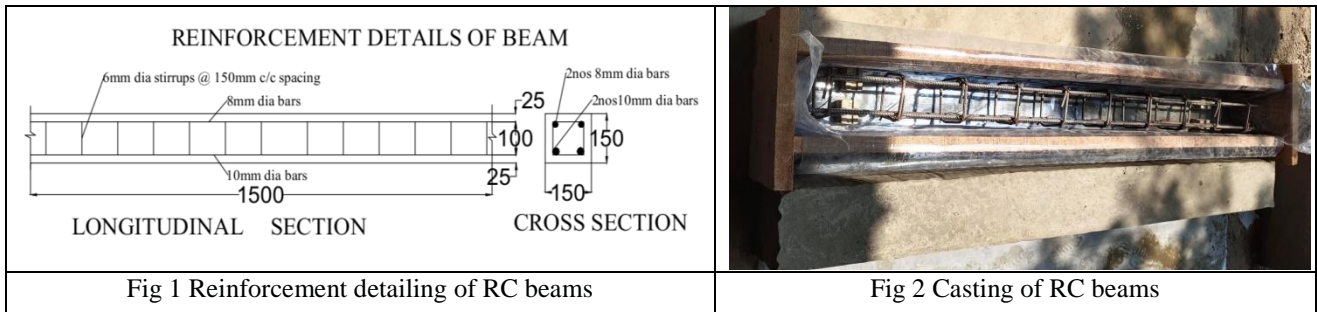 REINFORCEMENT DETAILS OF BEAM
6mm dia stirrups @ 150mm c/c spacing
8mm dia bars
25
100
25
10mm dia bars
1500
LONGITUDINAL SECTION
2nos 8mm dia bars
2nos10mm dia bars
150
150
CROSS SECTION
Fig 1 Reinforcement detailing of RC beams
Fig 2 Casting of RC beams